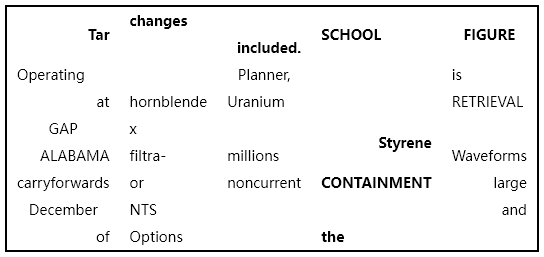 Tar changes included. SCHOOL FIGURE
Operating Planner, is
at hornblende Uranium RETRIEVAL
GAP x Styrene
ALABAMA filtra- millions Waveforms
carryforwards or noncurrent CONTAINMENT large
December NTS and
of Options the